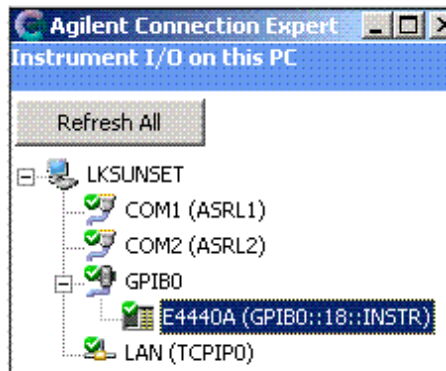 Agilent Connection Expert
Instrument I/O on this PC
Refresh All
LKSUNSET
COM1 (ASRL1)
COM2 (ASRL2)
GPIB0
E4440A (GPIB0::18::INSTR)
LAN (TCPIP0)